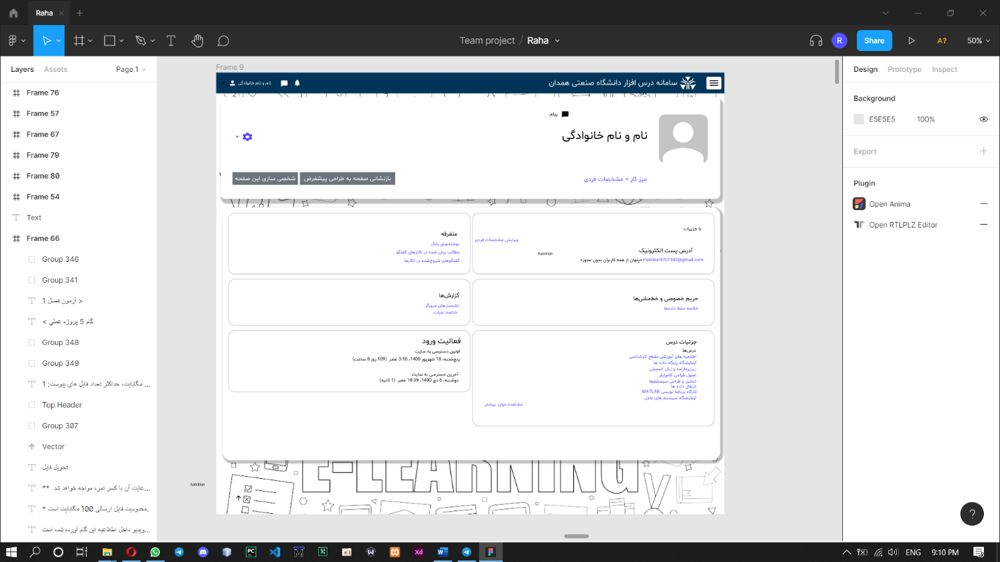 Raha
Team project / Raha
R
Share
A?
50%
Layers
Assets
Page 1
Frame 76
Frame 57
Frame 67
Frame 79
Frame 80
Frame 54
Text
Frame 66
Group 346
Group 341
آزمون فصل 1 >
گام 5 پروژه عملی >
Group 348
Group 349
مگابایت، حداکثر تعداد فایل های پیوست: 1 ...
Top Header
Group 307
Vector
تحویل فایل
** عایت آن با کسر نمره مواجه خواهد شد...
* محدودیت فایل ارسالی 100 مگابایت است.
ویدیو داخل اطلاعیه این گام آورده شده است...
Frame 9
سامانه درس افزار دانشگاه صنعتی همدان
نام و نام خانوادگی
پیام
نام و نام خانوادگی
میز کار > مشخصات فردی
بازنشانی صفحه به طراحی پیشفرض
شخصی سازی این صفحه
با جزییات
ویرایش مشخصات فردی
آدرس پست الکترونیک
function
member9707343@gmail.com «پنهان از همه کاربران بدون مجوز»
متفرقه
نوشته‌های بلاگ
مطالب بیان شده در تالارهای گفتگو
گفتگوهای شروع‌شده در تالارها
حریم خصوصی و خطمشی‌ها
خلاصه حفظ داده‌ها
گزارش‌ها
نشست‌های مرورگر
خلاصه نمرات
جزئیات درس
درس‌ها
اطلاعیه های آموزشی مقطع کارشناسی
آزمایشگاه پایگاه داده ها
ریزپردازنده و زبان اسمبلی
اصول طراحی کامپایلر
تحلیل و طراحی سیستم‌ها
انتقال داده ها
کارگاه برنامه نویسی MATLAB
آزمایشگاه سیستم های عامل
مشاهده موارد بیشتر
فعالیت ورود
اولین دسترسی به سایت
پنج‌شنبه، 18 شهریور 1400، 3:18 عصر (109 روز 8 ساعت)
آخرین دسترسی به سایت
دوشنبه، 6 دی 1400، 10:39 عصر (1 ثانیه)
function
E-LEARNING
Design
Prototype
Inspect
Background
E5E5E5
100%
Export
Plugin
Open Anima
Open RTLPLZ Editor
?
PC
Xd
W
ENG
9:10 PM